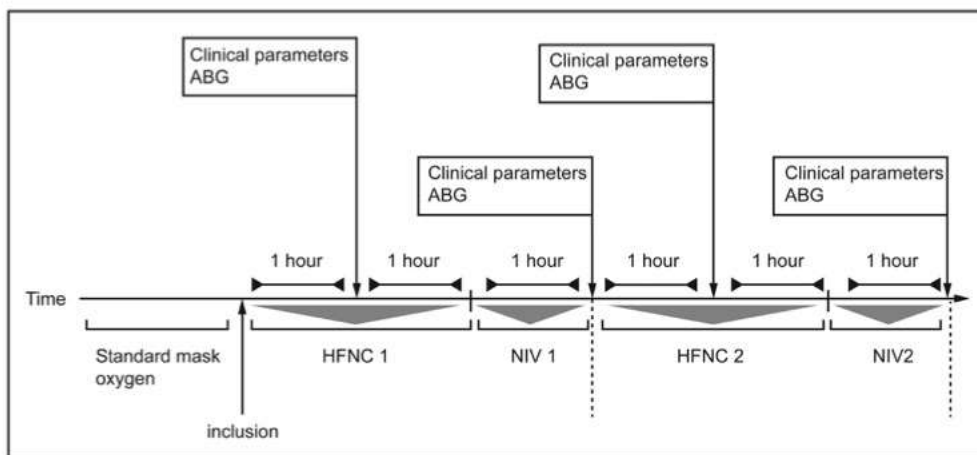 Clinical parameters
ABG
Clinical parameters
ABG
Clinical parameters
ABG
Clinical parameters
ABG
1 hour
1 hour
1 hour
1 hour
1 hour
1 hour
Time
Standard mask
oxygen
HFNC 1
NIV 1
HFNC 2
NIV2
inclusion